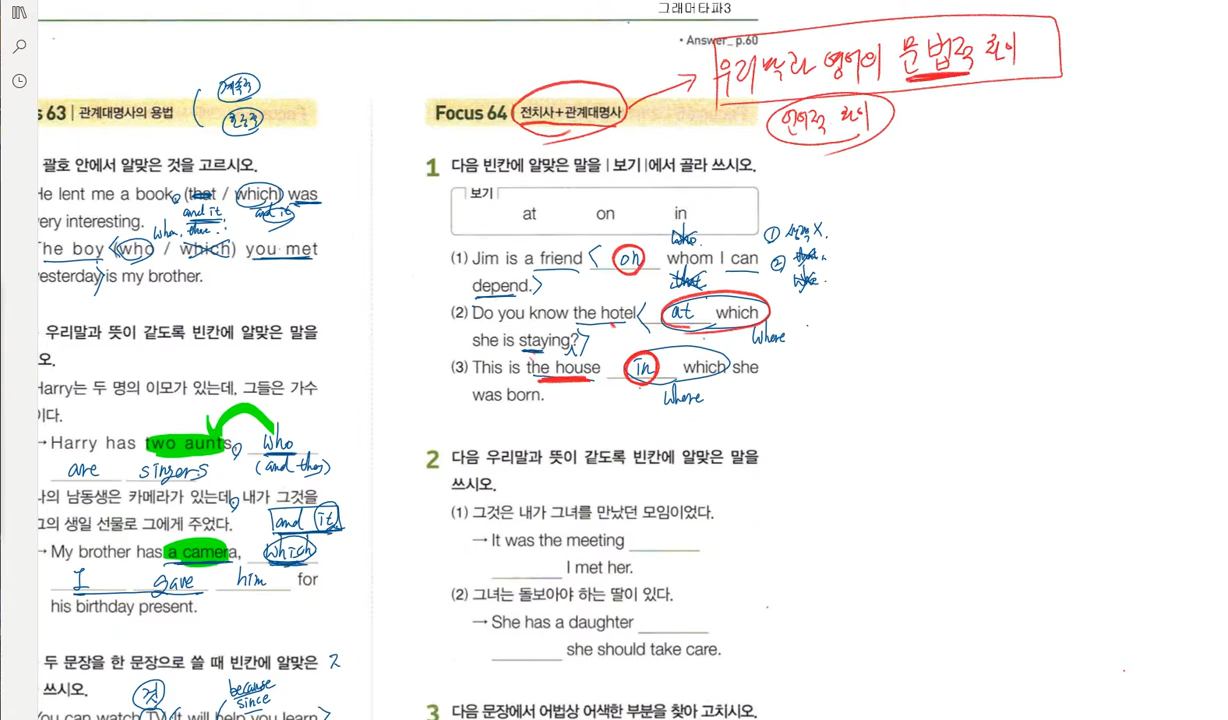 그래머타파3
• Answer_ p.60
우리말과 영어의 문법적 차이
언어적 차이
s 63 | 관계대명사의 용법
계속적
한정적
괄호 안에서 알맞은 것을 고르시오.
He lent me a book, (that / which) was
and it
and it
very interesting.
The boy (who / which) you met
yesterday is my brother.
우리말과 뜻이 같도록 빈칸에 알맞은 말을
오.
Harry는 두 명의 이모가 있는데, 그들은 가수
이다.
→ Harry has two aunts, who
are singers (and they)
나의 남동생은 카메라가 있는데, 내가 그것을
그의 생일 선물로 그에게 주었다. and it
→ My brother has a camera, which
I gave him for
his birthday present.
두 문장을 한 문장으로 쓸 때 빈칸에 알맞은
쓰시오.
것 because
since
You can watch TV. It will help you learn
Focus 64 | 전치사+관계대명사
1 다음 빈칸에 알맞은 말을 | 보기 |에서 골라 쓰시오.
보기
at on in
who.
(1) Jim is a friend on whom I can
that
depend.
① 생략 X.
② that.
who.
(2) Do you know the hotel at which
she is staying?
where
(3) This is the house in which she
was born.
where
2 다음 우리말과 뜻이 같도록 빈칸에 알맞은 말을
쓰시오.
(1) 그것은 내가 그녀를 만났던 모임이었다.
→ It was the meeting
I met her.
(2) 그녀는 돌보아야 하는 딸이 있다.
→ She has a daughter
she should take care.
3 다음 문장에서 어법상 어색한 부분을 찾아 고치시오.